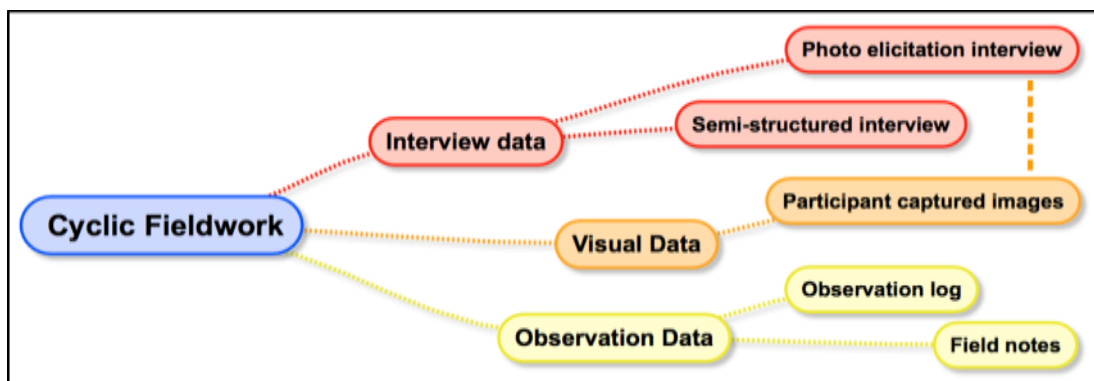 Photo elicitation interview
Semi-structured interview
Interview data
Participant captured images
Cyclic Fieldwork
Visual Data
Observation log
Observation Data
Field notes